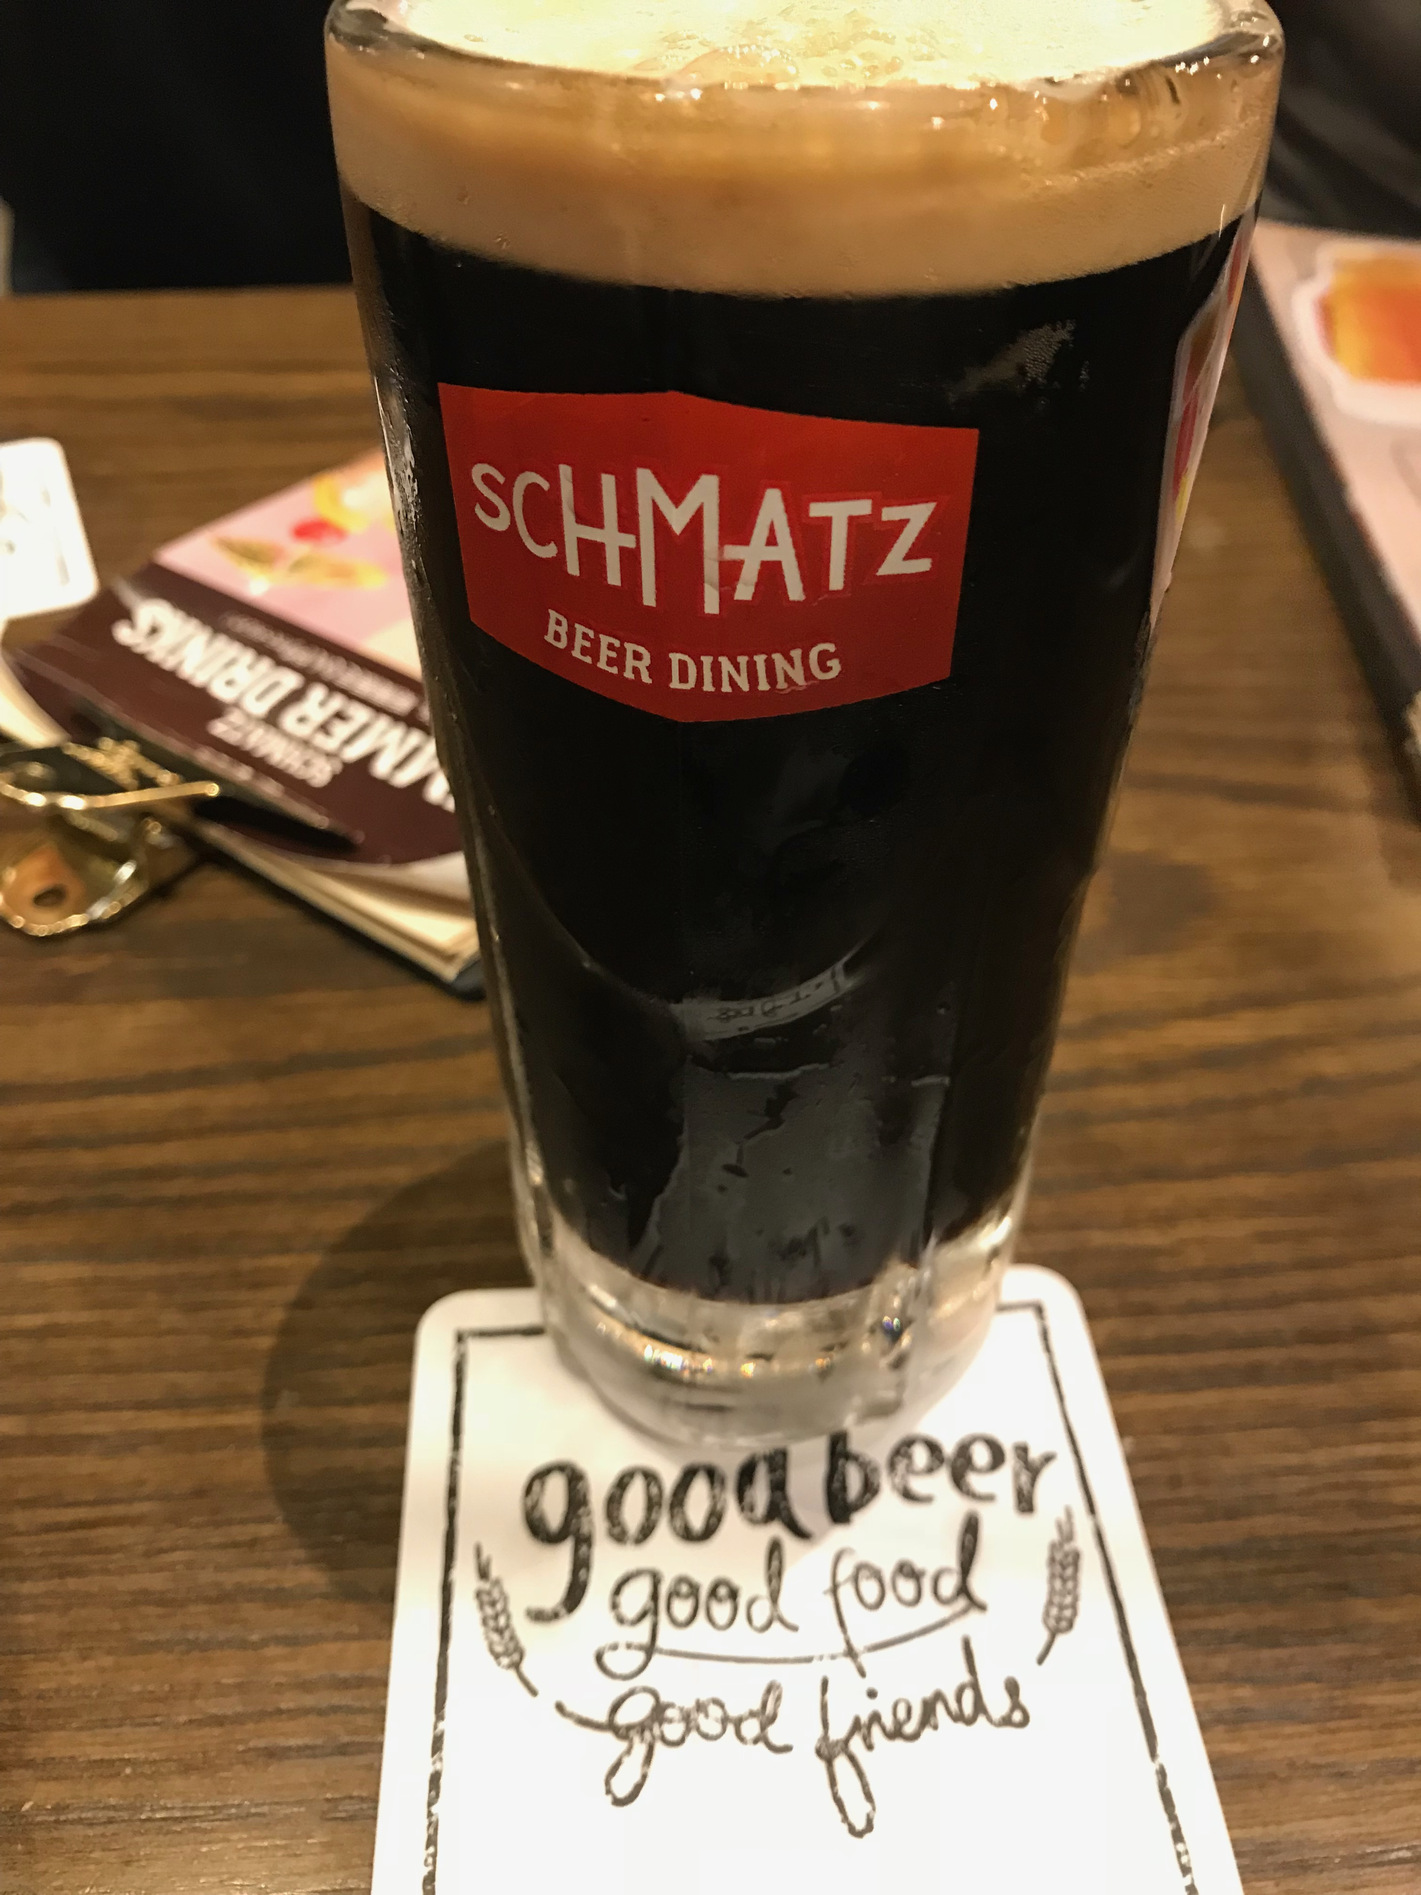 SCHMATZ
BEER DINING
SUMMER DRINKS
SCHMATZ
good beer
good food
good friends